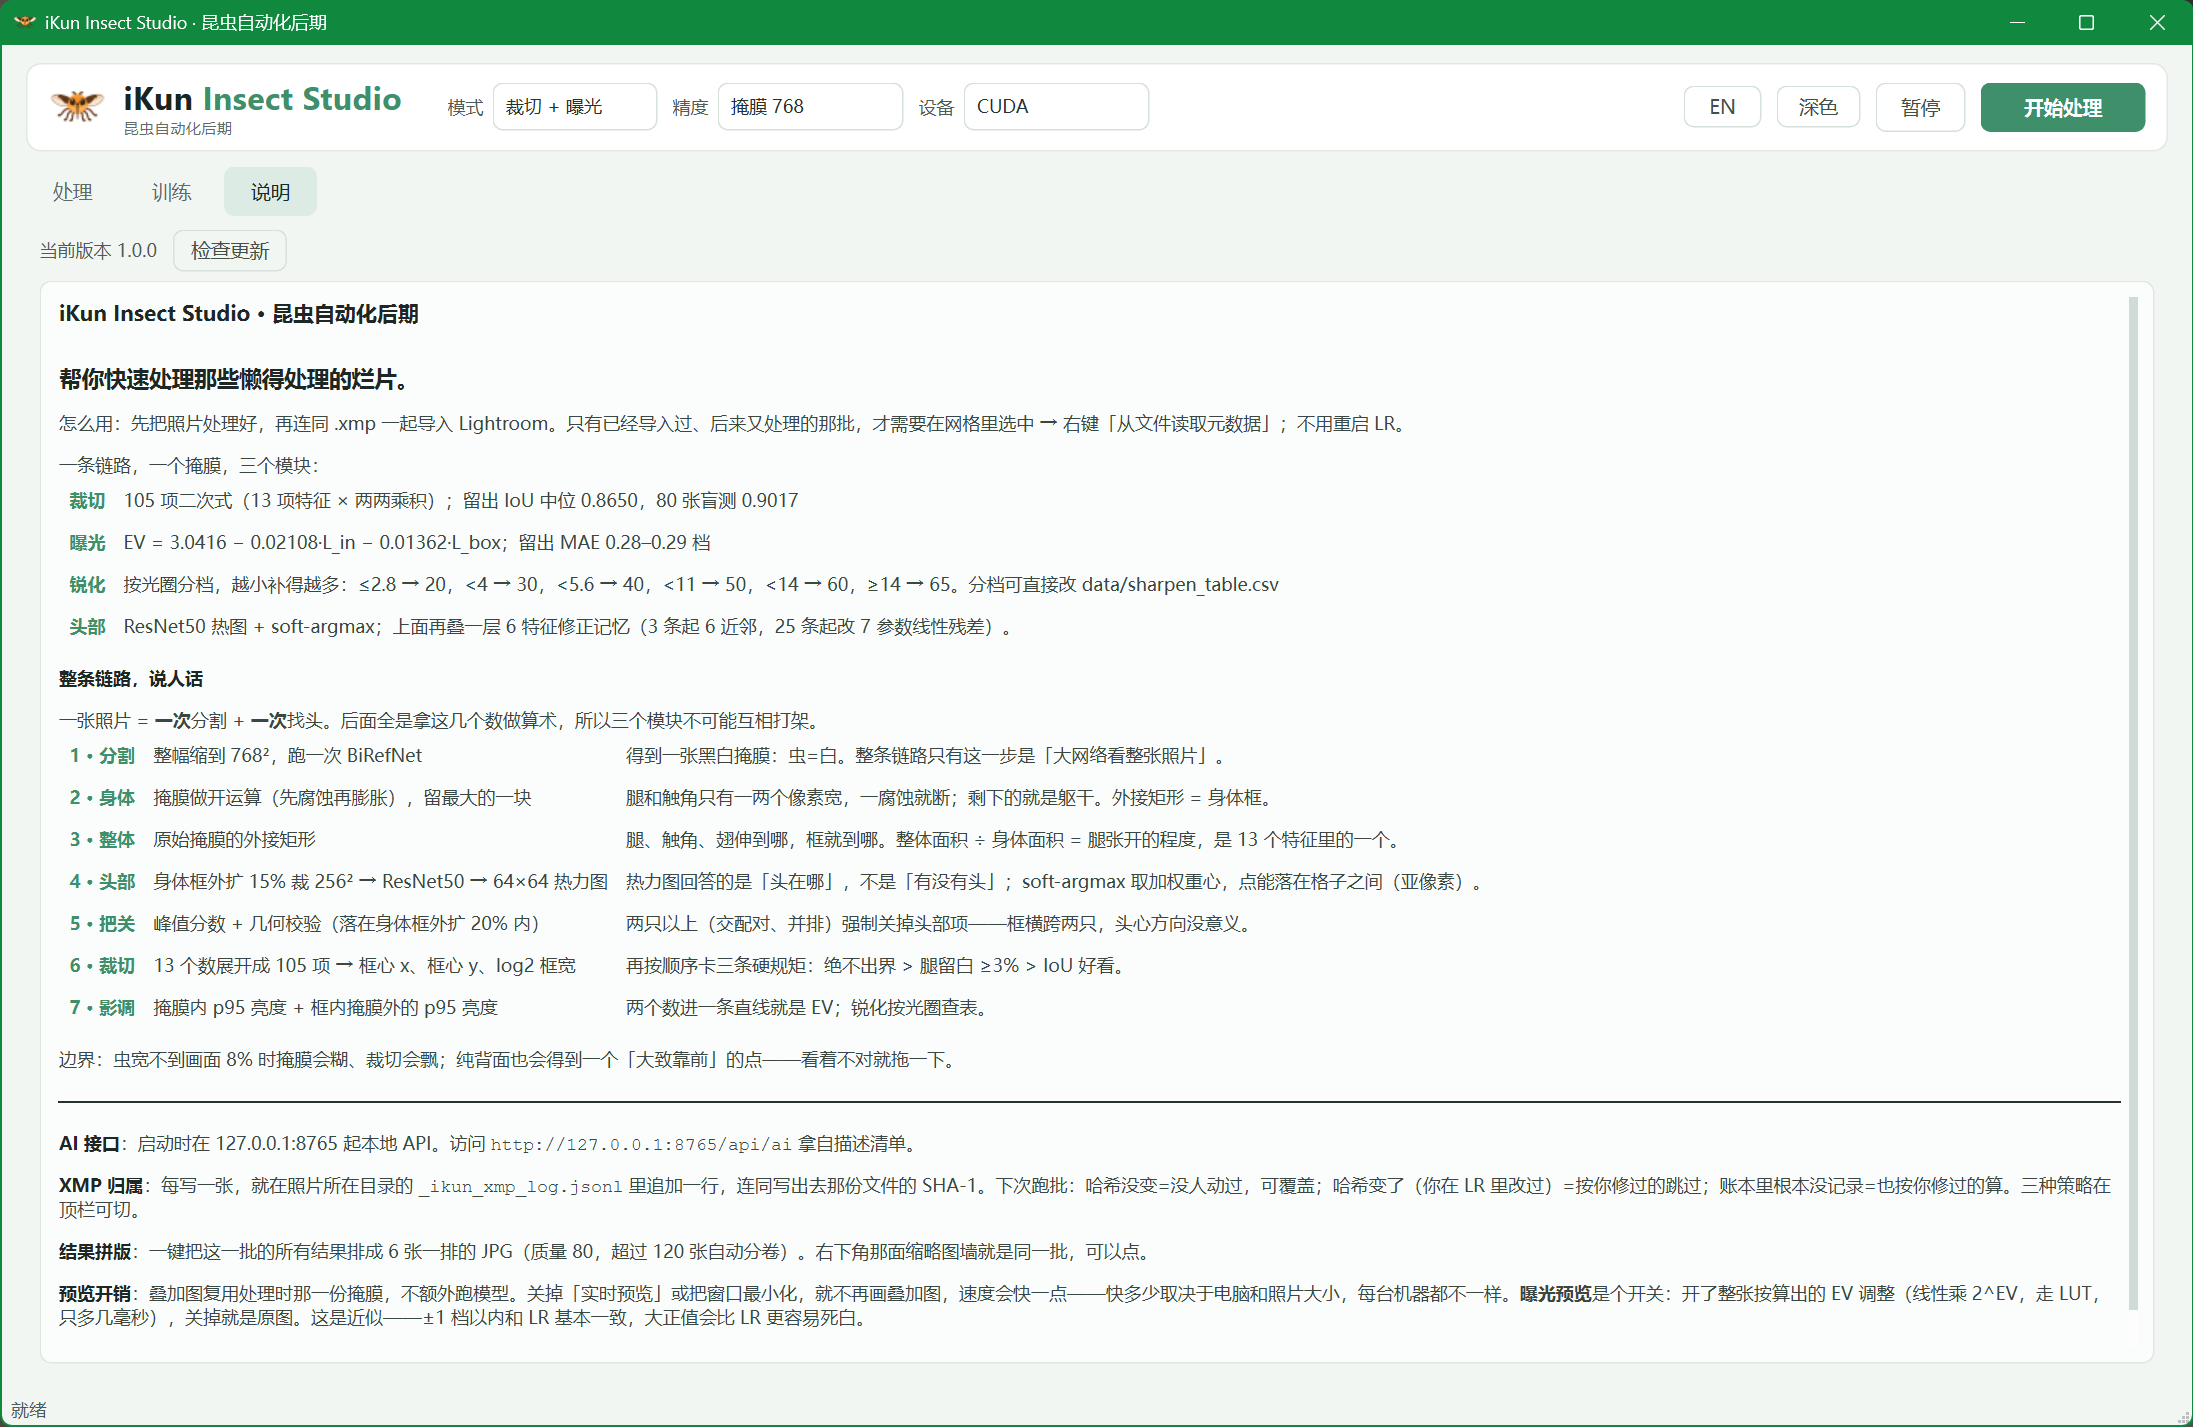 iKun Insect Studio · 昆虫自动化后期
iKun Insect Studio
昆虫自动化后期
模式 裁切 + 曝光 精度 掩膜 768 设备 CUDA
EN 深色 暂停 开始处理
处理 训练 说明
当前版本 1.0.0 检查更新
iKun Insect Studio • 昆虫自动化后期
帮你快速处理那些懒得处理的烂片。
怎么用：先把照片处理好，再连同 .xmp 一起导入 Lightroom。只有已经导入过、后来又处理的那批，才需要在网格里选中 → 右键「从文件读取元数据」；不用重启 LR。
一条链路，一个掩膜，三个模块：
裁切 105 项二次式（13 项特征 × 两两乘积）；留出 IoU 中位 0.8650，80 张盲测 0.9017
曝光 EV = 3.0416 − 0.02108·L_in − 0.01362·L_box；留出 MAE 0.28–0.29 档
锐化 按光圈分档，越小补得越多：≤2.8 → 20，<4 → 30，<5.6 → 40，<11 → 50，<14 → 60，≥14 → 65。分档可直接改 data/sharpen_table.csv
头部 ResNet50 热图 + soft-argmax；上面再叠一层 6 特征修正记忆（3 条起 6 近邻，25 条起改 7 参数线性残差）。
整条链路，说人话
一张照片 = 一次分割 + 一次找头。后面全是拿这几个数做算术，所以三个模块不可能互相打架。
1 • 分割 整幅缩到 768²，跑一次 BiRefNet 得到一张黑白掩膜：虫=白。整条链路只有这一步是「大网络看整张照片」。
2 • 身体 掩膜做开运算（先腐蚀再膨胀），留最大的一块 腿和触角只有一两个像素宽，一腐蚀就断；剩下的就是躯干。外接矩形 = 身体框。
3 • 整体 原始掩膜的外接矩形 腿、触角、翅伸到哪，框就到哪。整体面积 ÷ 身体面积 = 腿张开的程度，是 13 个特征里的一个。
4 • 头部 身体框外扩 15% 裁 256² → ResNet50 → 64×64 热力图 热力图回答的是「头在哪」，不是「有没有头」；soft-argmax 取加权重心，点能落在格子之间（亚像素）。
5 • 把关 峰值分数 + 几何校验（落在身体框外扩 20% 内） 两只以上（交配对、并排）强制关掉头部项——框横跨两只，头心方向没意义。
6 • 裁切 13 个数展开成 105 项 → 框心 x、框心 y、log2 框宽 再按顺序卡三条硬规矩：绝不出界 > 腿留白 ≥3% > IoU 好看。
7 • 影调 掩膜内 p95 亮度 + 框内掩膜外的 p95 亮度 两个数进一条直线就是 EV；锐化按光圈查表。
边界：虫宽不到画面 8% 时掩膜会糊、裁切会飘；纯背面也会得到一个「大致靠前」的点——看着不对就拖一下。
AI 接口：启动时在 127.0.0.1:8765 起本地 API。访问 http://127.0.0.1:8765/api/ai 拿自描述清单。
XMP 归属：每写一张，就在照片所在目录的 _ikun_xmp_log.jsonl 里追加一行，连同写出去那份文件的 SHA-1。下次跑批：哈希没变=没人动过，可覆盖；哈希变了（你在 LR 里改过）=按你修过的跳过；账本里根本没记录=也按你修过的算。三种策略在
顶栏可切。
结果拼版：一键把这一批的所有结果排成 6 张一排的 JPG（质量 80，超过 120 张自动分卷）。右下角那面缩略图墙就是同一批，可以点。
预览开销：叠加图复用处理时那一份掩膜，不额外跑模型。关掉「实时预览」或把窗口最小化，就不再画叠加图，速度会快一点——快多少取决于电脑和照片大小，每台机器都不一样。曝光预览是个开关：开了整张按算出的 EV 调整（线性乘 2^EV，走 LUT，
只多几毫秒），关掉就是原图。这是近似——±1 档以内和 LR 基本一致，大正值会比 LR 更容易死白。
就绪